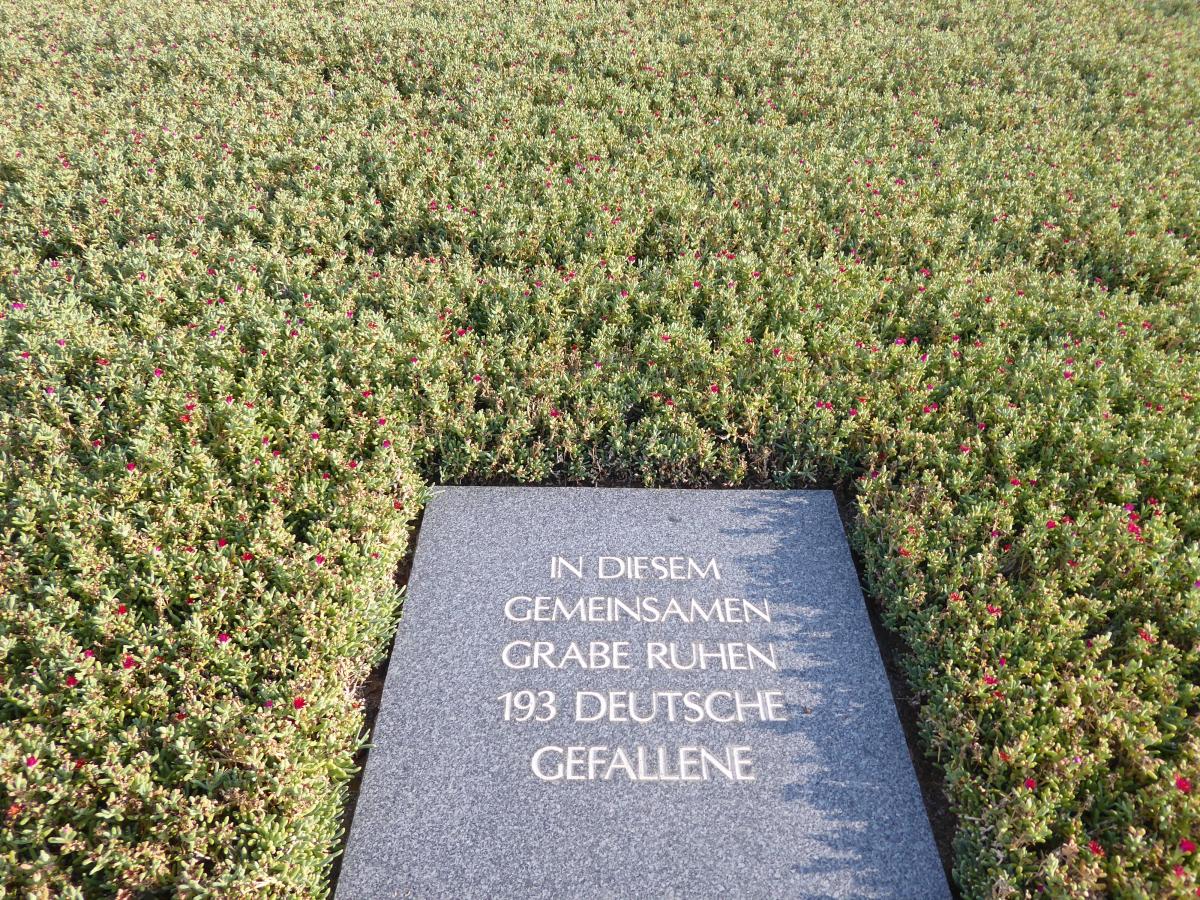 IN DIESEM
GEMEINSAMEN
GRABE RUHEN
193 DEUTSCHE
GEFALLENE